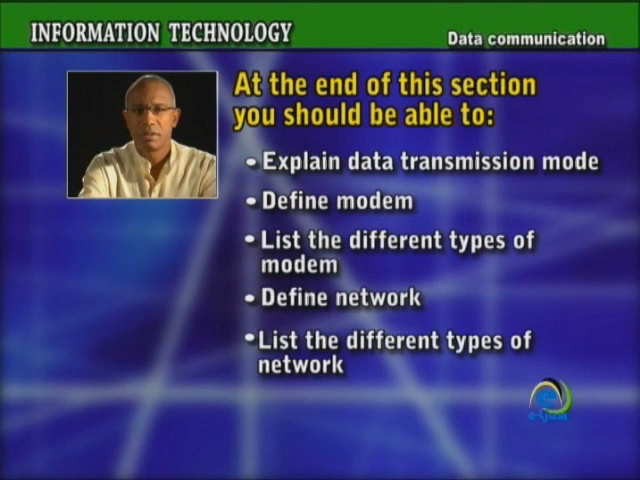 INFORMATION TECHNOLOGY
Data communication
At the end of this section
you should be able to:
• Explain data transmission mode
• Define modem
• List the different types of
modem
• Define network
• List the different types of
network
e-jam